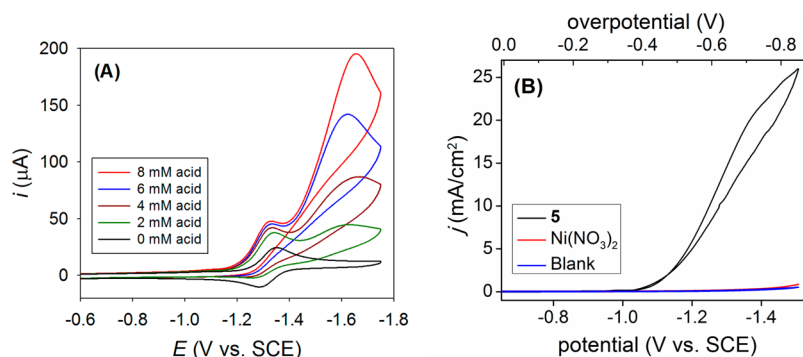 (A)
i (μA)
200
150
100
50
0
8 mM acid
6 mM acid
4 mM acid
2 mM acid
0 mM acid
-0.6 -0.8 -1.0 -1.2 -1.4 -1.6 -1.8
E (V vs. SCE)
overpotential (V)
0.0 -0.2 -0.4 -0.6 -0.8
(B)
j (mA/cm²)
25
20
15
10
5
0
5
Ni(NO₃)₂
Blank
-0.8 -1.0 -1.2 -1.4
potential (V vs. SCE)